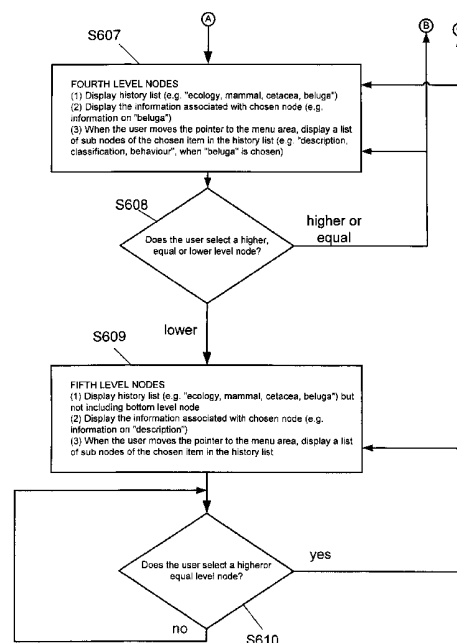 A
B
S607
FOURTH LEVEL NODES
(1) Display history list (e.g. "ecology, mammal, cetacea, beluga")
(2) Display the information associated with chosen node (e.g.
information on "beluga")
(3) When the user moves the pointer to the menu area, display a list
of sub nodes of the chosen item in the history list (e.g. "description,
classification, behaviour", when "beluga" is chosen)
S608
Does the user select a higher,
equal or lower level node?
higher or
equal
lower
S609
FIFTH LEVEL NODES
(1) Display history list (e.g. "ecology, mammal, cetacea, beluga") but
not including bottom level node
(2) Display the information associated with chosen node (e.g.
information on "description")
(3) When the user moves the pointer to the menu area, display a list
of sub nodes of the chosen item in the history list
Does the user select a higheror
equal level node?
yes
no
S610